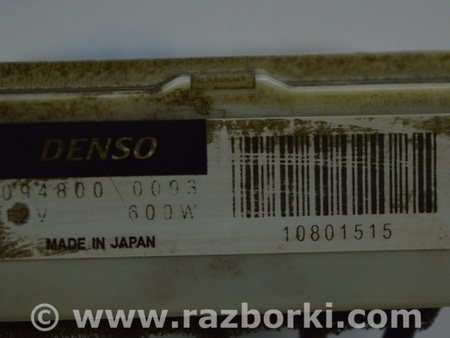 DENSO
094800 0093
V 600W
MADE IN JAPAN
10801515
© www.razborki.com